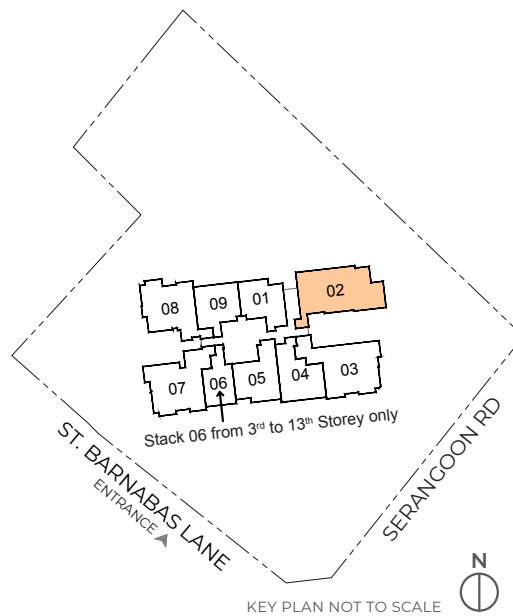 08
09
01
02
07
06
05
04
03
Stack 06 from 3rd to 13th Storey only
ST. BARNABAS LANE
ENTRANCE
SERANGOON RD
N
KEY PLAN NOT TO SCALE